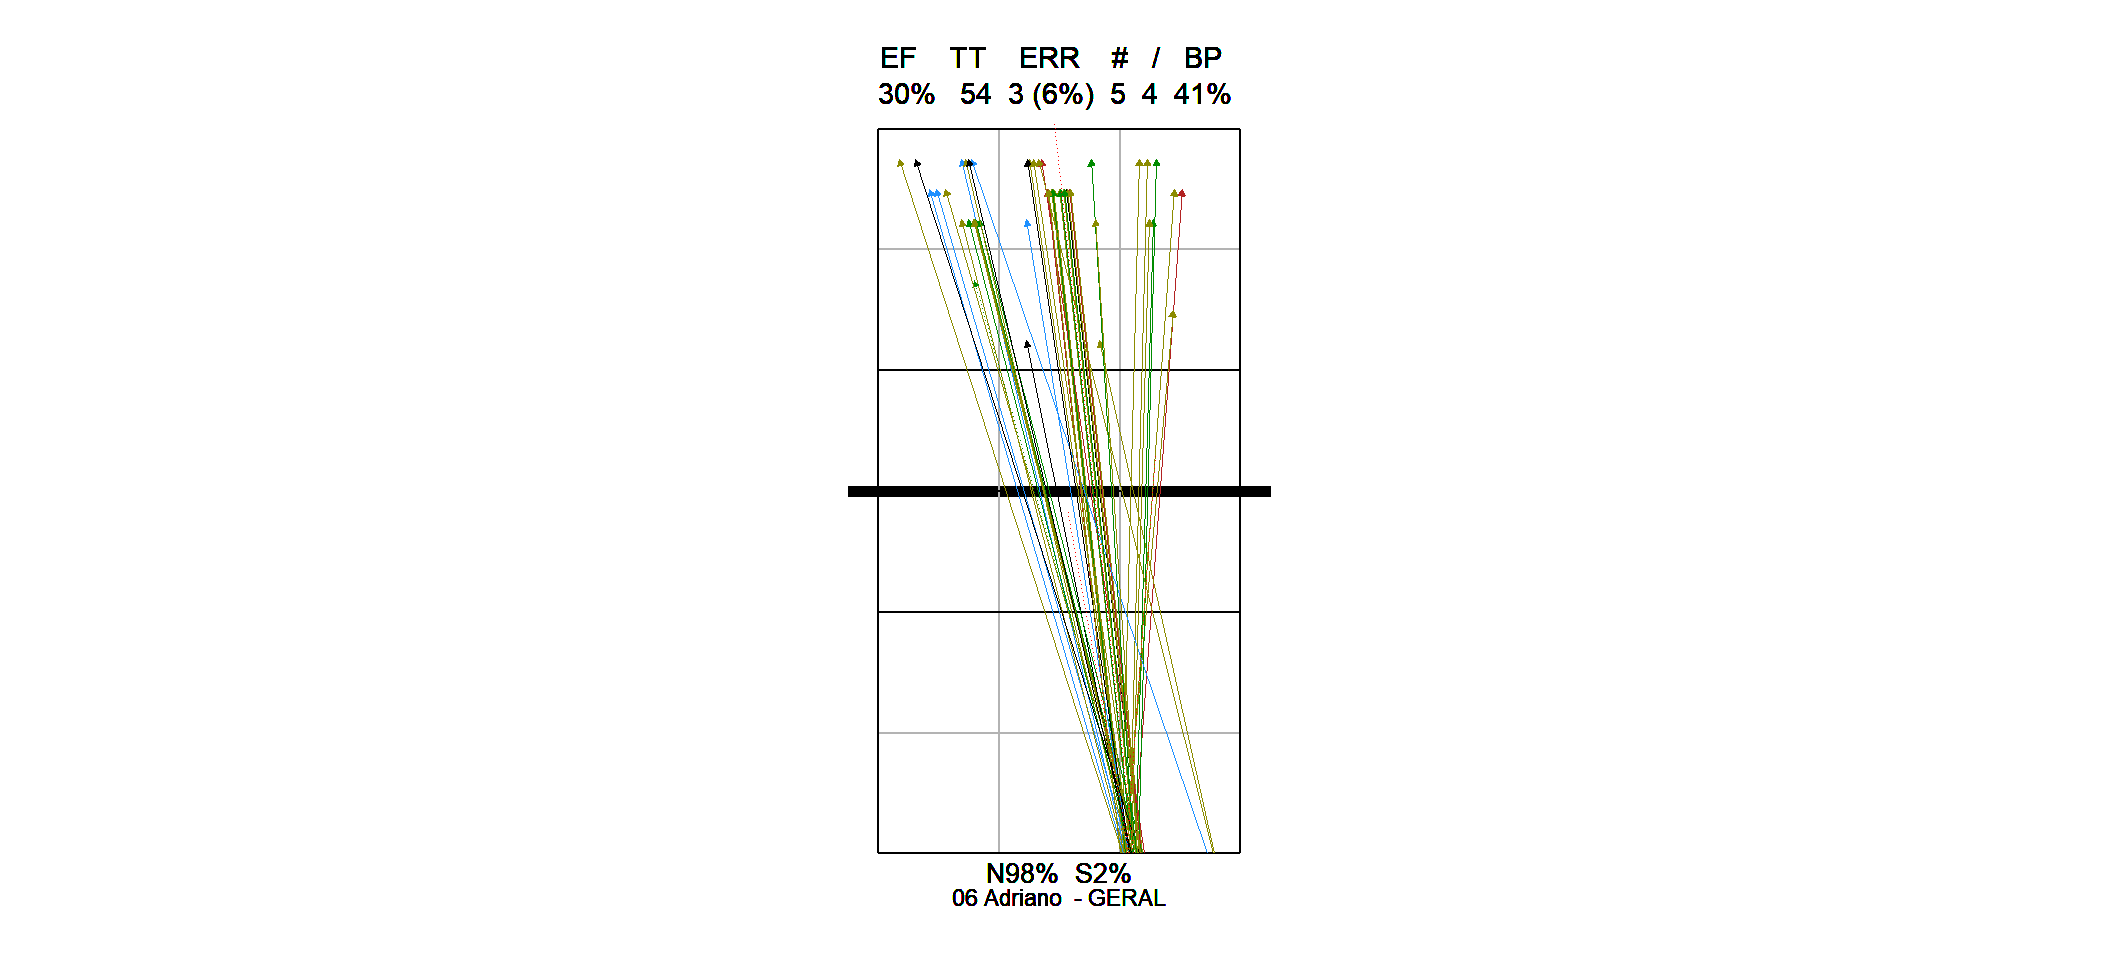 EF TT ERR # / BP
30% 54 3 (6%) 5 4 41%
N98% S2%
06 Adriano - GERAL